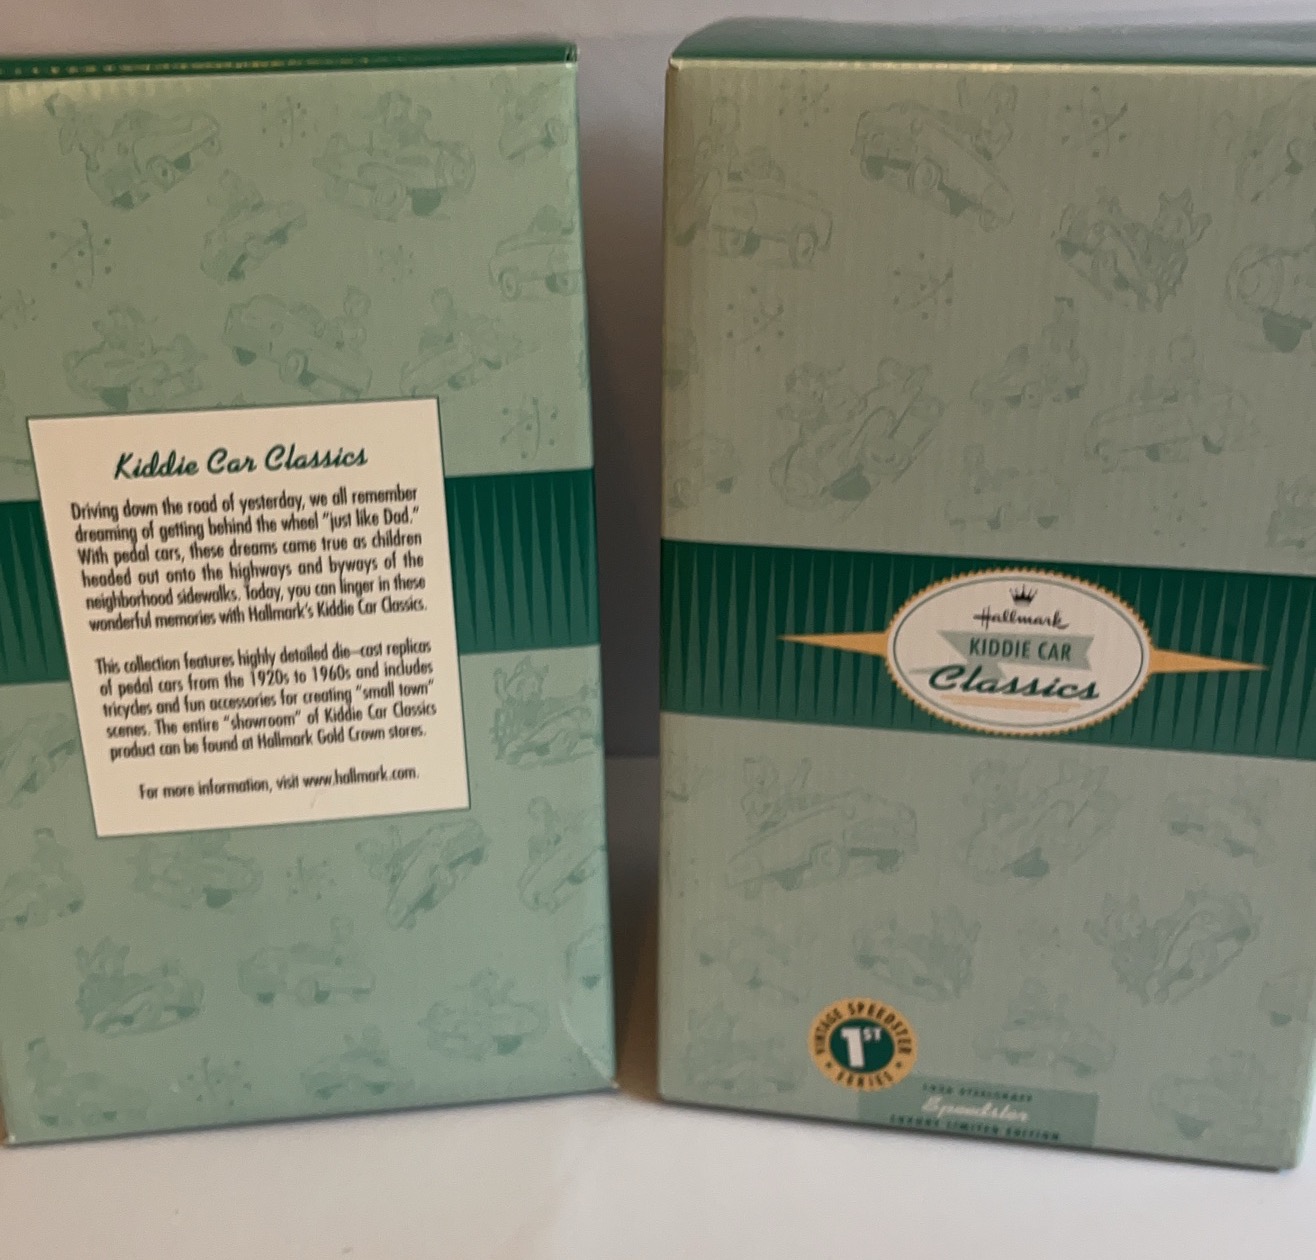 Kiddie Car Classics
Driving down the road of yesterday, we all remember
dreaming of getting behind the wheel "just like Dad."
With pedal cars, these dreams came true as children
headed out onto the highways and byways of the
neighborhood sidewalks. Today, you can linger in these
wonderful memories with Hallmark's Kiddie Car Classics.
This collection features highly detailed die-cast replicas
of pedal cars from the 1920s to 1960s and includes
tricycles and fun accessories for creating "small town"
scenes. The entire "showroom" of Kiddie Car Classics
product can be found at Hallmark Gold Crown stores.
For more information, visit www.hallmark.com.
Hallmark
KIDDIE CAR
Classics
VINTAGE SPEEDSTER
1ST
SERIES
STEELCRAFT
Speedster
LUXURY LIMITED EDITION